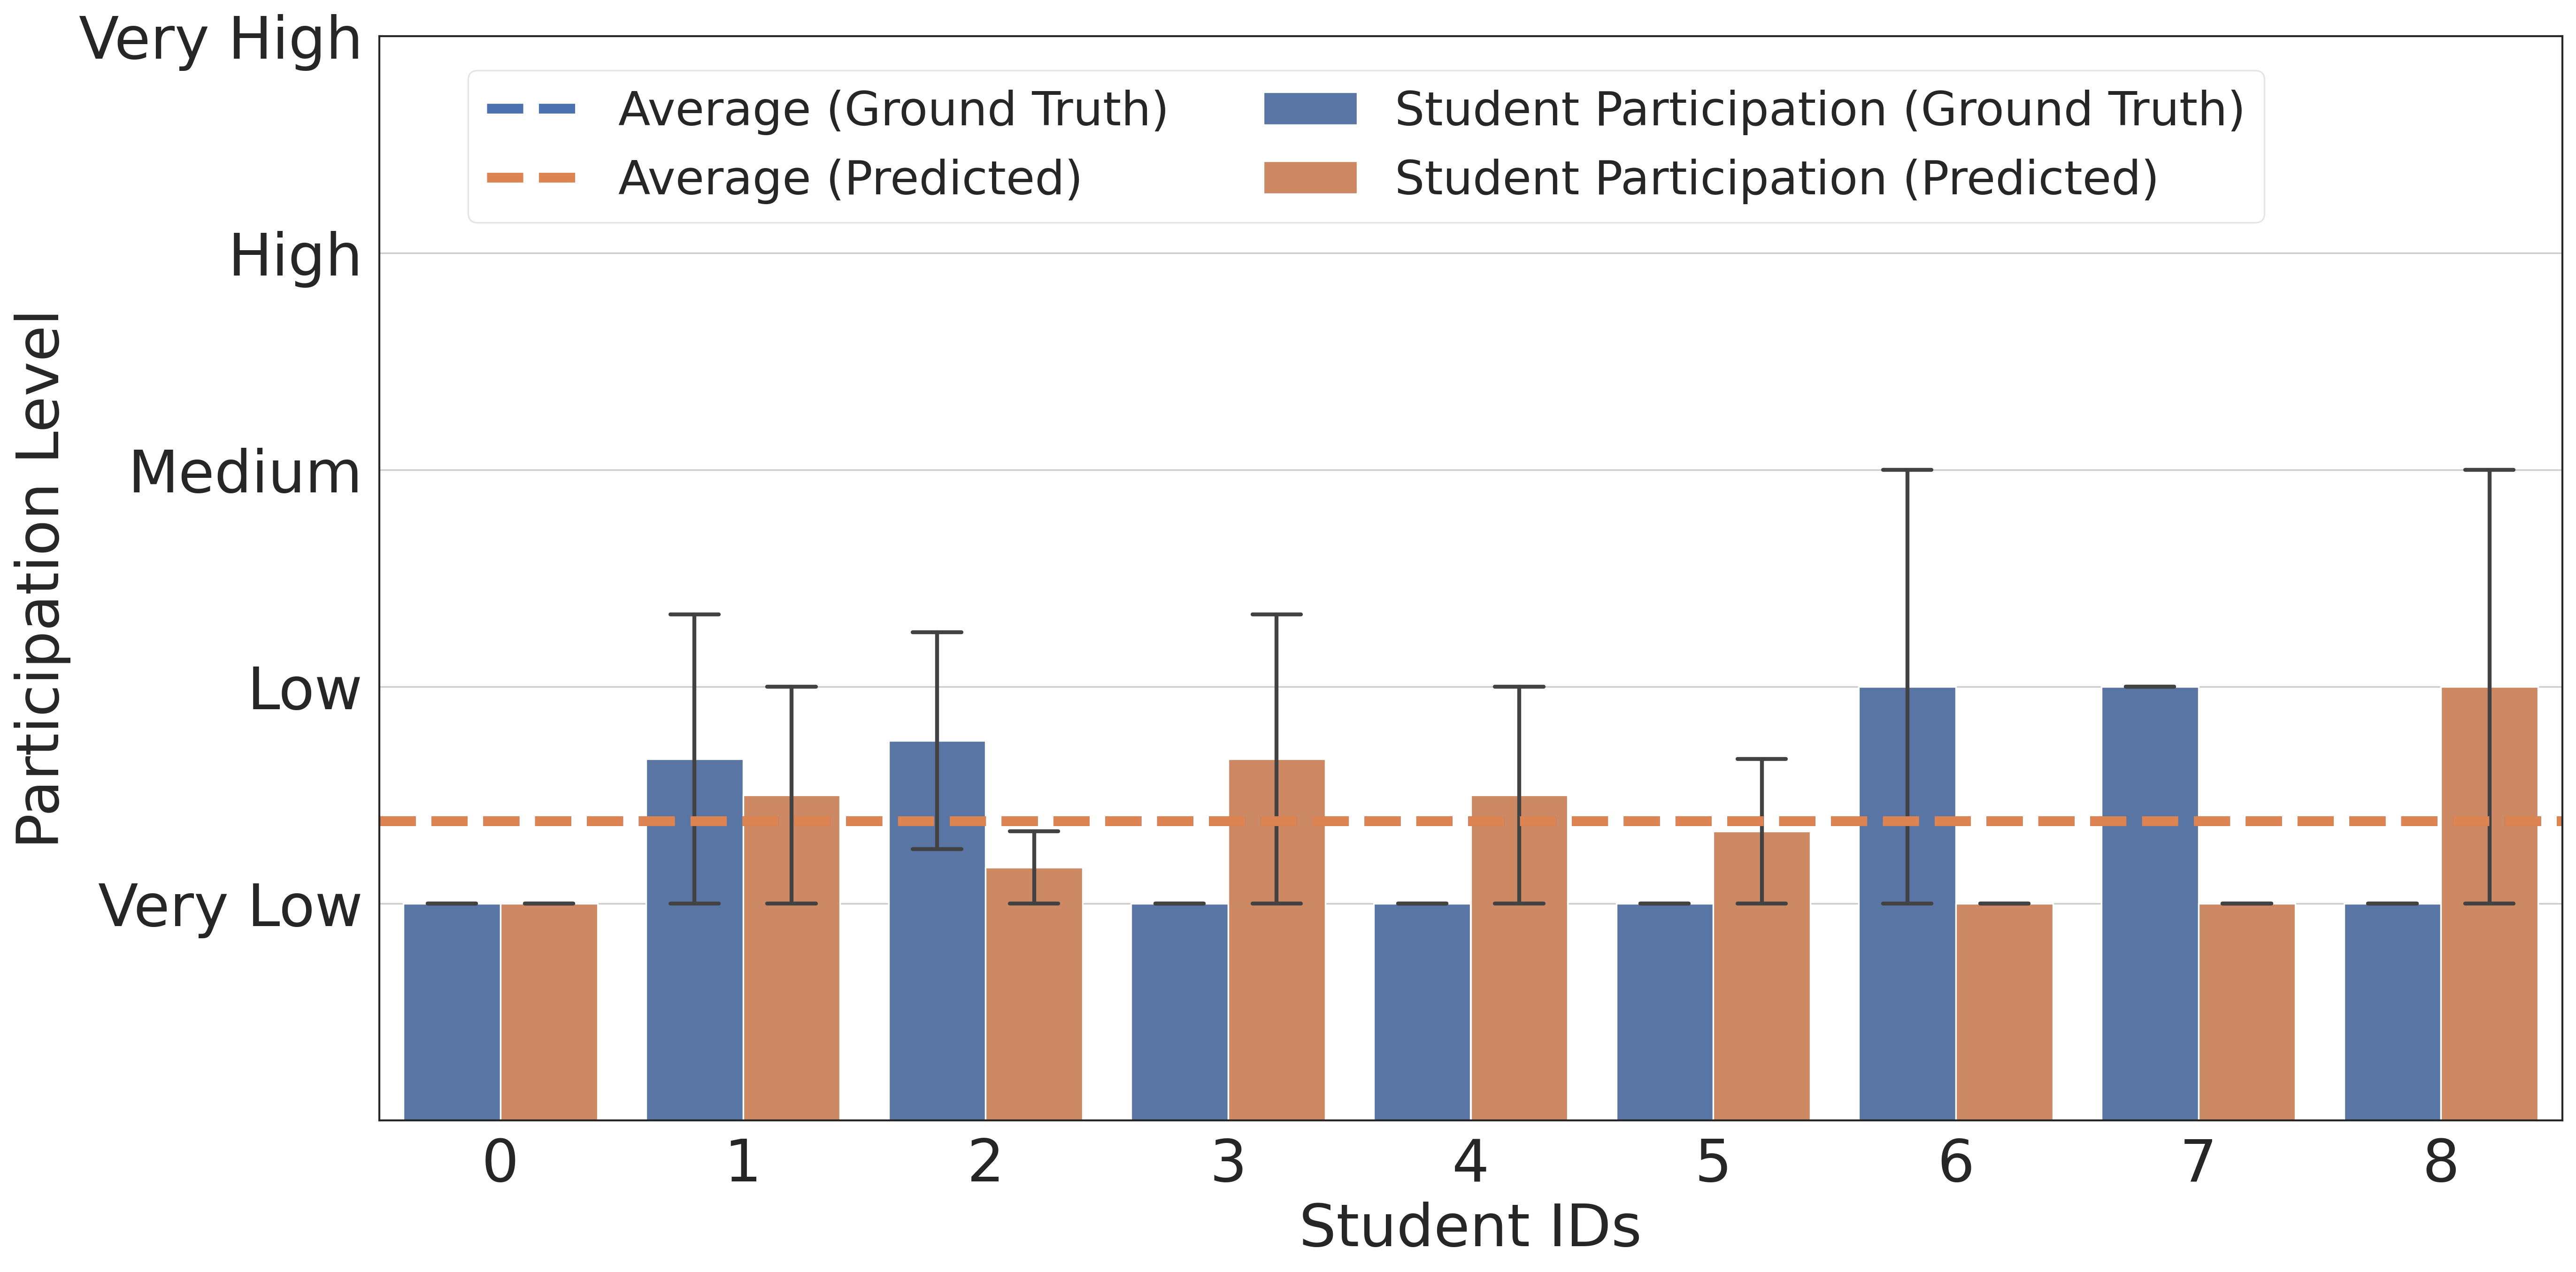 Very High
High
Medium
Low
Very Low
Participation Level
Average (Ground Truth)
Average (Predicted)
Student Participation (Ground Truth)
Student Participation (Predicted)
0 1 2 3 4 5 6 7 8
Student IDs